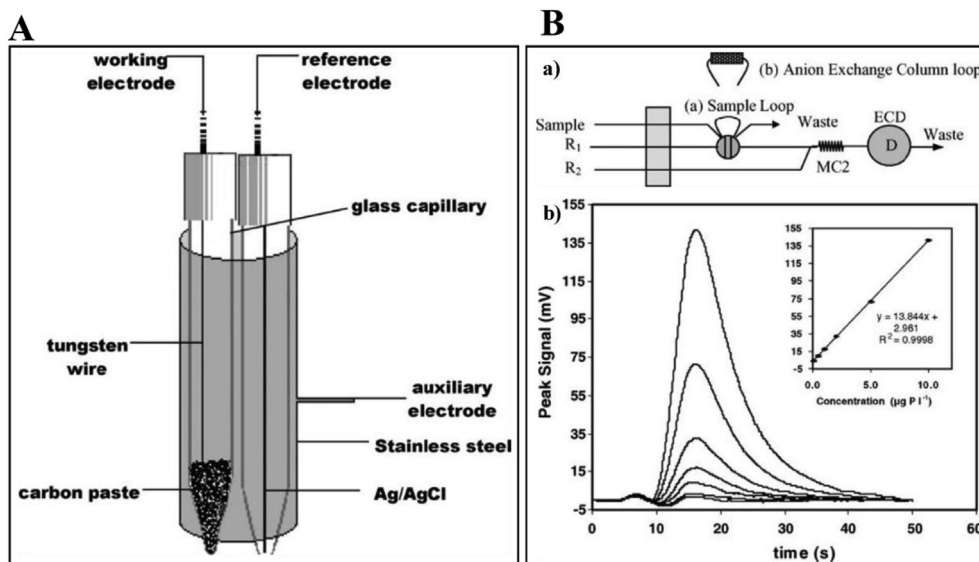 A
working
electrode
reference
electrode
glass capillary
tungsten
wire
auxiliary
electrode
Stainless steel
carbon paste
Ag/AgCl
B
a)
(b) Anion Exchange Column loop
(a) Sample Loop
Sample
Waste
ECD
Waste
R₁
D
R₂
MC2
b)
Peak Signal (mV)
155
135
115
95
75
55
35
15
-5
0
10
20
30
40
50
60
time (s)
155
135
115
95
75
55
35
15
-5
y = 13.844x +
2.961
R² = 0.9998
0.0
5.0
10.0
Concentration (µg P l⁻¹)